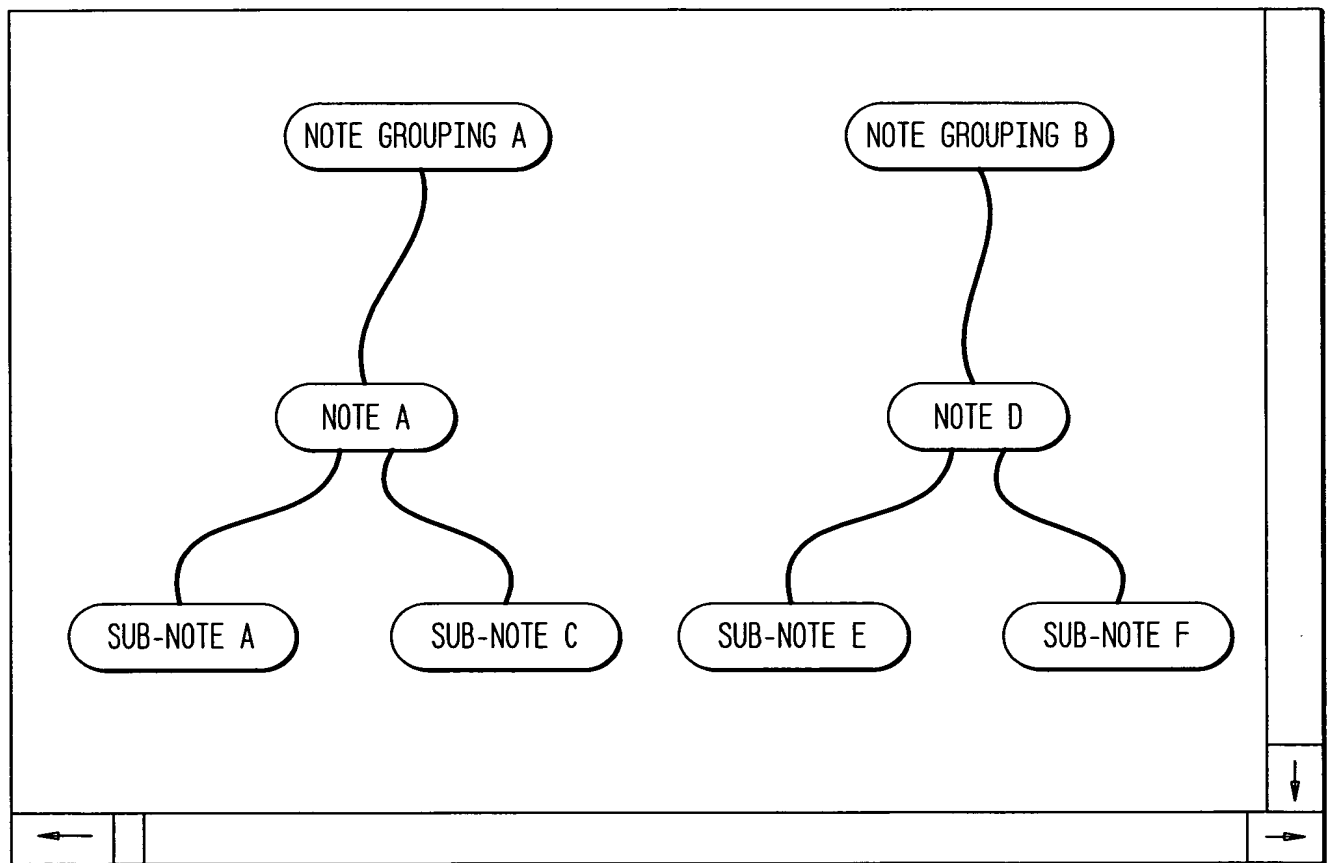 NOTE GROUPING A
NOTE GROUPING B
NOTE A
NOTE D
SUB-NOTE A
SUB-NOTE C
SUB-NOTE E
SUB-NOTE F